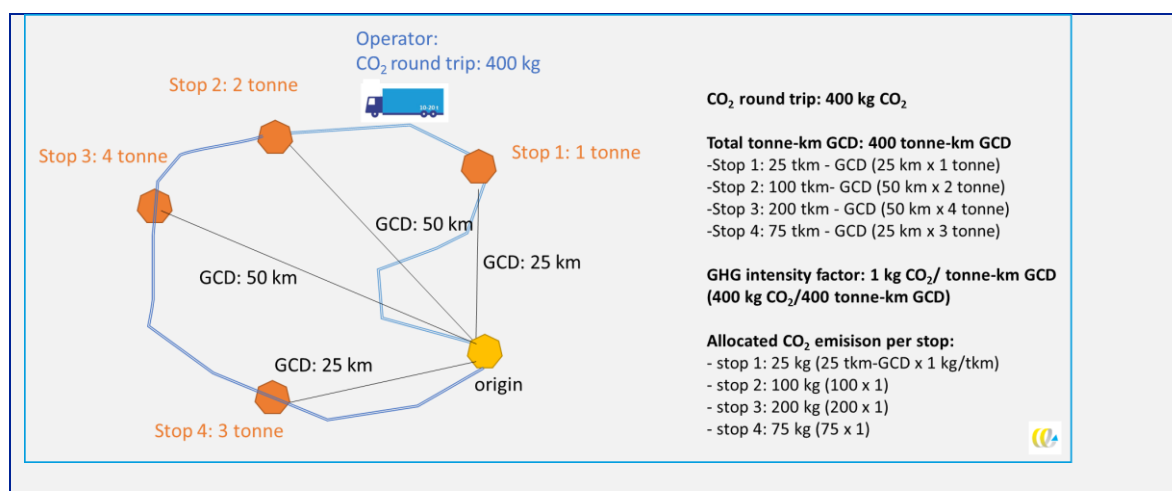 Operator:
CO₂ round trip: 400 kg
Stop 2: 2 tonne
10-20 t
Stop 3: 4 tonne
Stop 1: 1 tonne
GCD: 50 km
GCD: 25 km
GCD: 50 km
GCD: 25 km
origin
Stop 4: 3 tonne
CO₂ round trip: 400 kg CO₂
Total tonne-km GCD: 400 tonne-km GCD
-Stop 1: 25 tkm - GCD (25 km x 1 tonne)
-Stop 2: 100 tkm- GCD (50 km x 2 tonne)
-Stop 3: 200 tkm - GCD (50 km x 4 tonne)
-Stop 4: 75 tkm - GCD (25 km x 3 tonne)
GHG intensity factor: 1 kg CO₂/ tonne-km GCD
(400 kg CO₂/400 tonne-km GCD)
Allocated CO₂ emisison per stop:
- stop 1: 25 kg (25 tkm-GCD x 1 kg/tkm)
- stop 2: 100 kg (100 x 1)
- stop 3: 200 kg (200 x 1)
- stop 4: 75 kg (75 x 1)